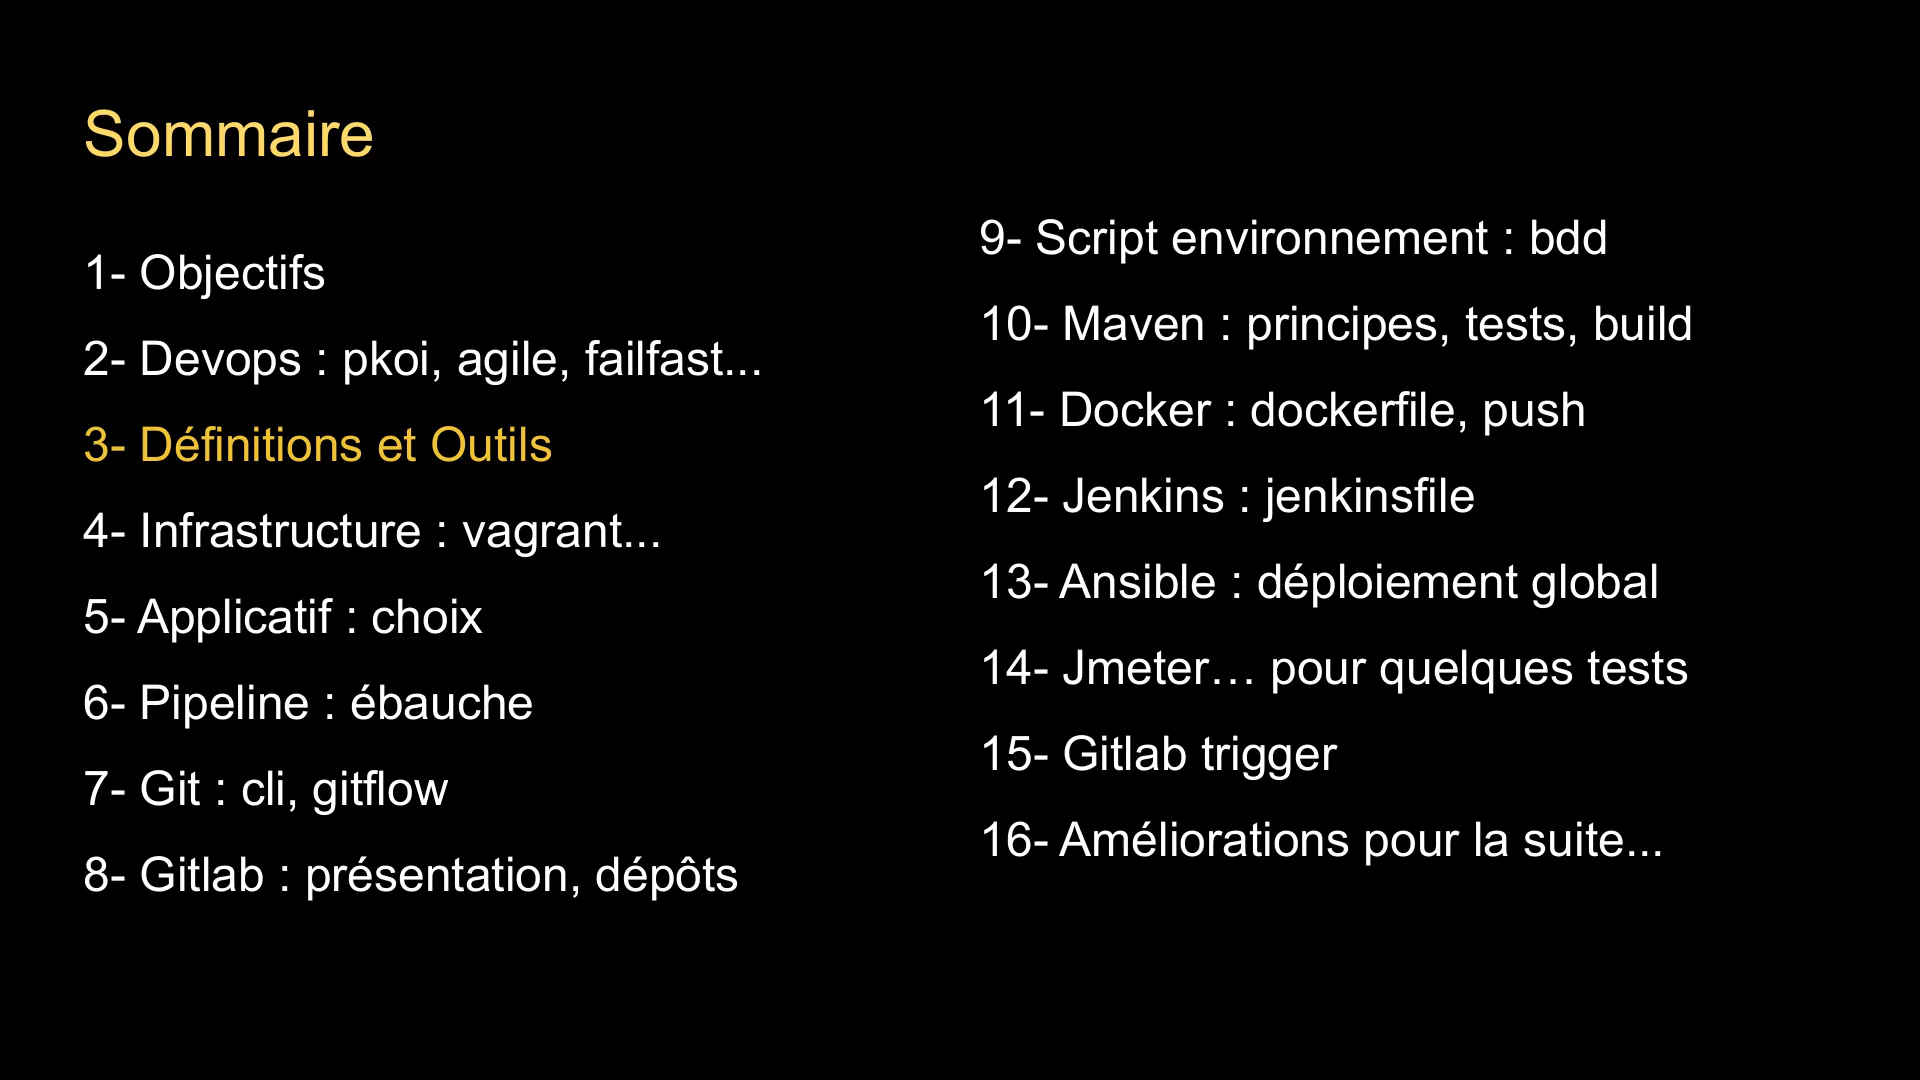 Sommaire
1- Objectifs
2- Devops : pkoi, agile, failfast...
3- Définitions et Outils
4- Infrastructure : vagrant...
5- Applicatif : choix
6- Pipeline : ébauche
7- Git : cli, gitflow
8- Gitlab : présentation, dépôts
9- Script environnement : bdd
10- Maven : principes, tests, build
11- Docker : dockerfile, push
12- Jenkins : jenkinsfile
13- Ansible : déploiement global
14- Jmeter… pour quelques tests
15- Gitlab trigger
16- Améliorations pour la suite...